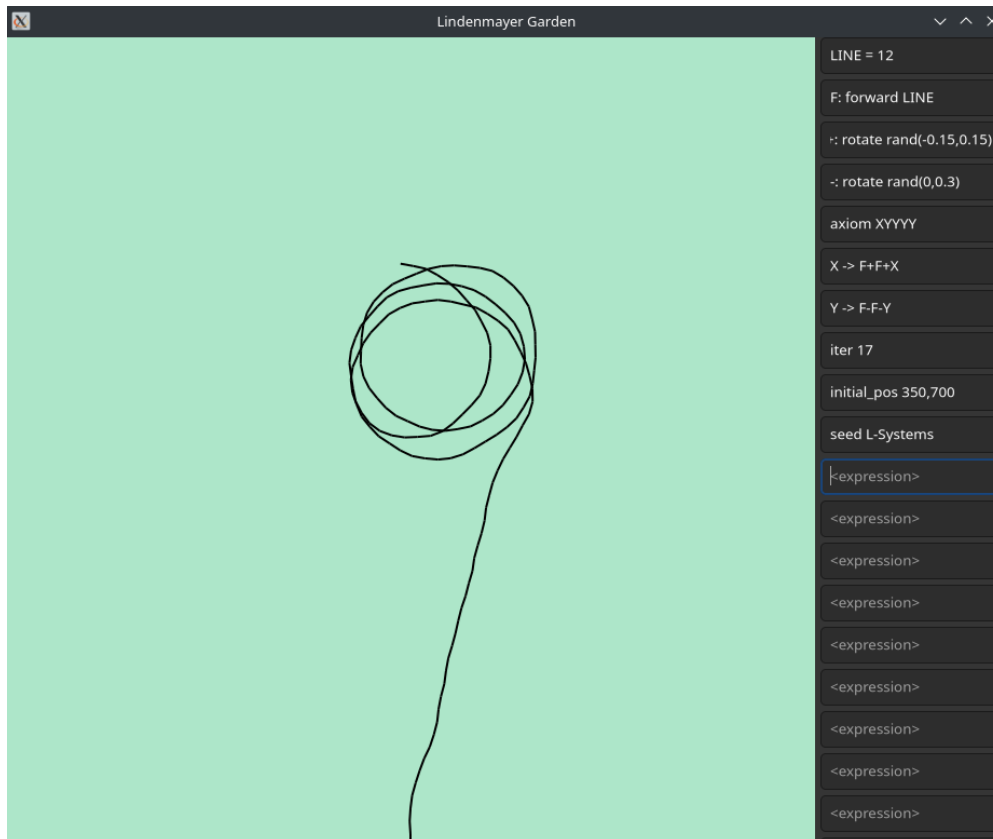 Lindenmayer Garden
LINE = 12
F: forward LINE
+: rotate rand(-0.15,0.15)
-: rotate rand(0,0.3)
axiom XYYYY
X -> F+F+X
Y -> F-F-Y
iter 17
initial_pos 350,700
seed L-Systems
<expression>
<expression>
<expression>
<expression>
<expression>
<expression>
<expression>
<expression>
<expression>